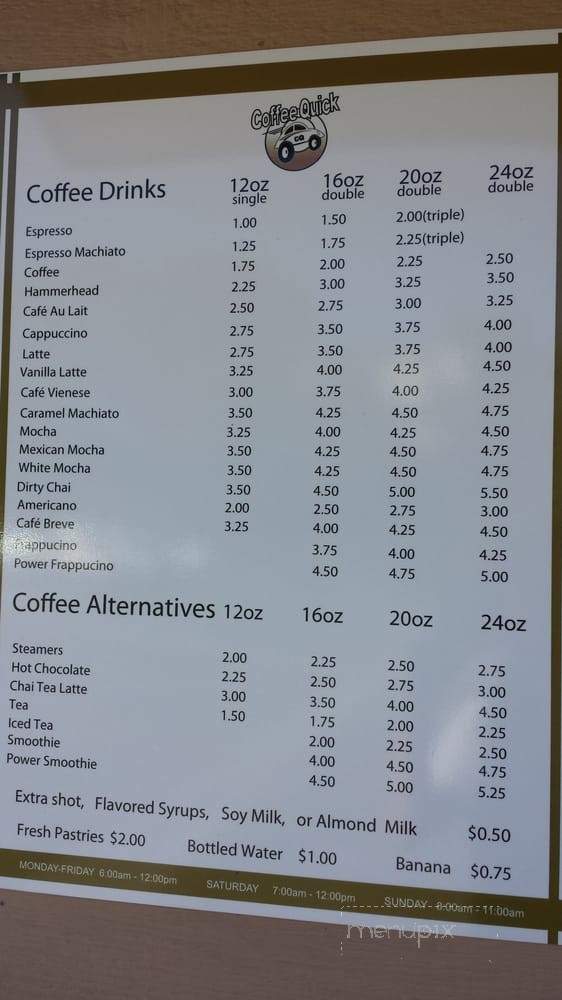 Coffee Quick
CQ
Coffee Drinks 12oz single 16oz double 20oz double 24oz double
Espresso 1.00 1.50 2.00(triple)
Espresso Machiato 1.25 1.75 2.25(triple)
Coffee 1.75 2.00 2.25 2.50
Hammerhead 2.25 3.00 3.25 3.50
Café Au Lait 2.50 2.75 3.00 3.25
Cappuccino 2.75 3.50 3.75 4.00
Latte 2.75 3.50 3.75 4.00
Vanilla Latte 3.25 4.00 4.25 4.50
Café Vienese 3.00 3.75 4.00 4.25
Caramel Machiato 3.50 4.25 4.50 4.75
Mocha 3.25 4.00 4.25 4.50
Mexican Mocha 3.50 4.25 4.50 4.75
White Mocha 3.50 4.25 4.50 4.75
Dirty Chai 3.50 4.50 5.00 5.50
Americano 2.00 2.50 2.75 3.00
Café Breve 3.25 4.00 4.25 4.50
Frappucino 3.75 4.00 4.25
Power Frappucino 4.50 4.75 5.00
Coffee Alternatives 12oz 16oz 20oz 24oz
Steamers 2.00 2.25 2.50 2.75
Hot Chocolate 2.25 2.50 2.75 3.00
Chai Tea Latte 3.00 3.50 4.00 4.50
Tea 1.50 1.75 2.00 2.25
Iced Tea 2.00 2.25 2.50
Smoothie 4.00 4.50 4.75
Power Smoothie 4.50 5.00 5.25
Extra shot, Flavored Syrups, Soy Milk, or Almond Milk $0.50
Fresh Pastries $2.00 Bottled Water $1.00 Banana $0.75
MONDAY-FRIDAY 6:00am - 12:00pm SATURDAY 7:00am - 12:00pm SUNDAY 8:00am - 11:00am
menupix